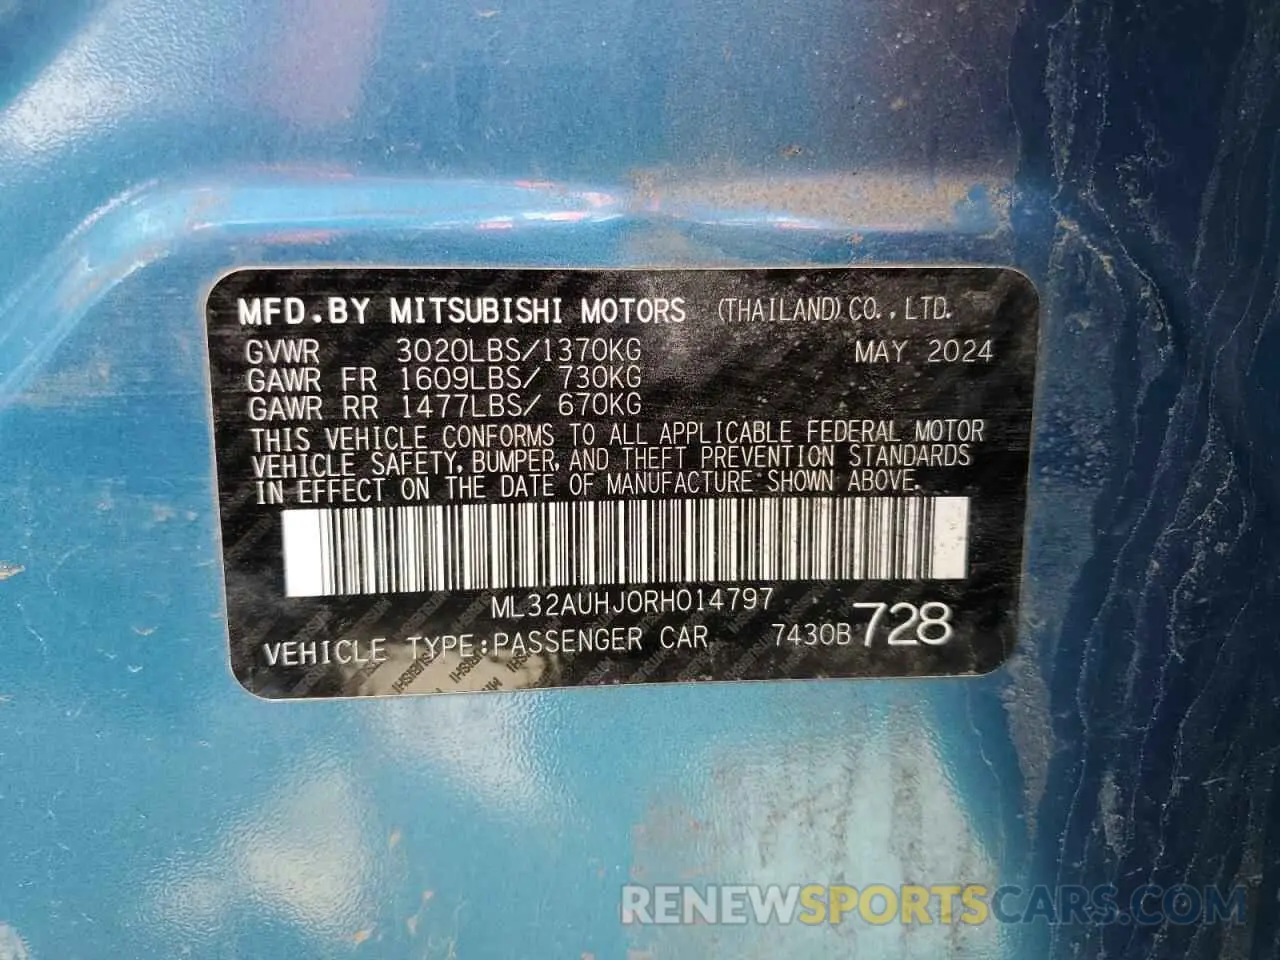 MFD.BY MITSUBISHI MOTORS (THAILAND) CO., LTD.
GVWR 3020LBS/1370KG MAY 2024
GAWR FR 1609LBS/ 730KG
GAWR RR 1477LBS/ 670KG
THIS VEHICLE CONFORMS TO ALL APPLICABLE FEDERAL MOTOR
VEHICLE SAFETY, BUMPER, AND THEFT PREVENTION STANDARDS
IN EFFECT ON THE DATE OF MANUFACTURE SHOWN ABOVE.
ML32AUHJ0RH014797
VEHICLE TYPE:PASSENGER CAR 7430B 728
RENEWSPORTSCARS.COM